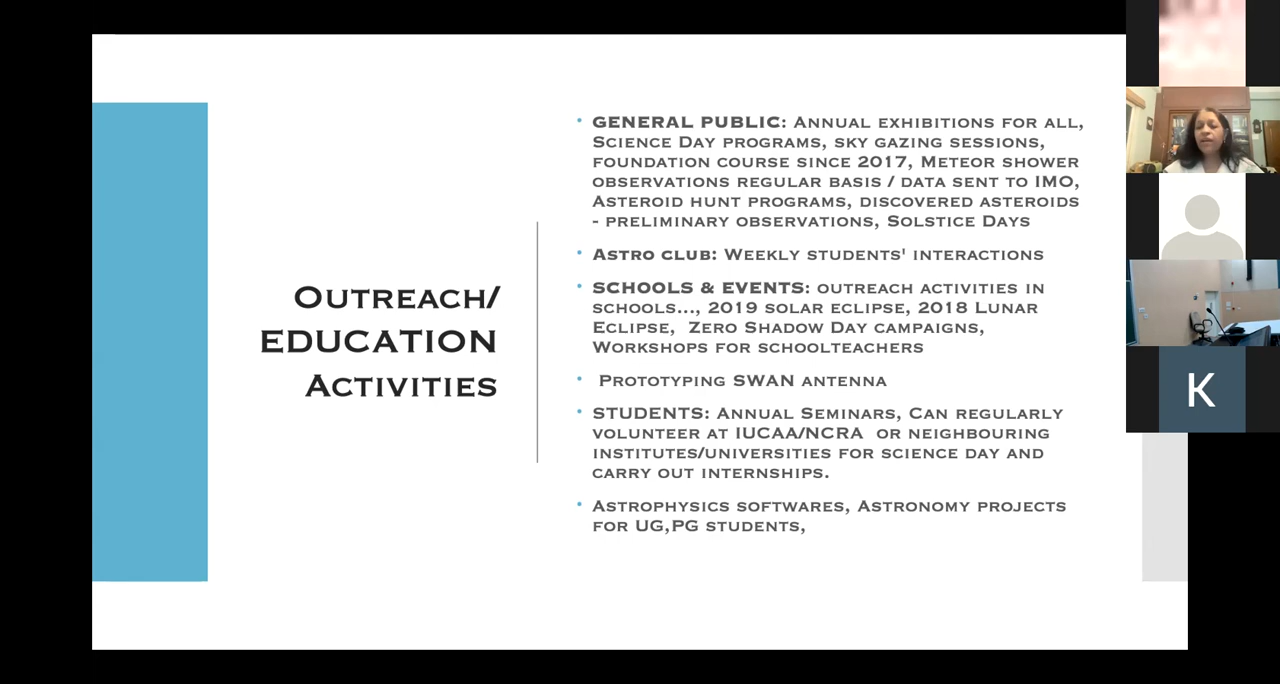 OUTREACH/
EDUCATION
ACTIVITIES
• GENERAL PUBLIC: ANNUAL EXHIBITIONS FOR ALL,
SCIENCE DAY PROGRAMS, SKY GAZING SESSIONS,
FOUNDATION COURSE SINCE 2017, METEOR SHOWER
OBSERVATIONS REGULAR BASIS / DATA SENT TO IMO,
ASTEROID HUNT PROGRAMS, DISCOVERED ASTEROIDS
- PRELIMINARY OBSERVATIONS, SOLSTICE DAYS
• ASTRO CLUB: WEEKLY STUDENTS' INTERACTIONS
• SCHOOLS & EVENTS: OUTREACH ACTIVITIES IN
SCHOOLS..., 2019 SOLAR ECLIPSE, 2018 LUNAR
ECLIPSE, ZERO SHADOW DAY CAMPAIGNS,
WORKSHOPS FOR SCHOOLTEACHERS
• PROTOTYPING SWAN ANTENNA
• STUDENTS: ANNUAL SEMINARS, CAN REGULARLY
VOLUNTEER AT IUCAA/NCRA OR NEIGHBOURING
INSTITUTES/UNIVERSITIES FOR SCIENCE DAY AND
CARRY OUT INTERNSHIPS.
• ASTROPHYSICS SOFTWARES, ASTRONOMY PROJECTS
FOR UG,PG STUDENTS,
K